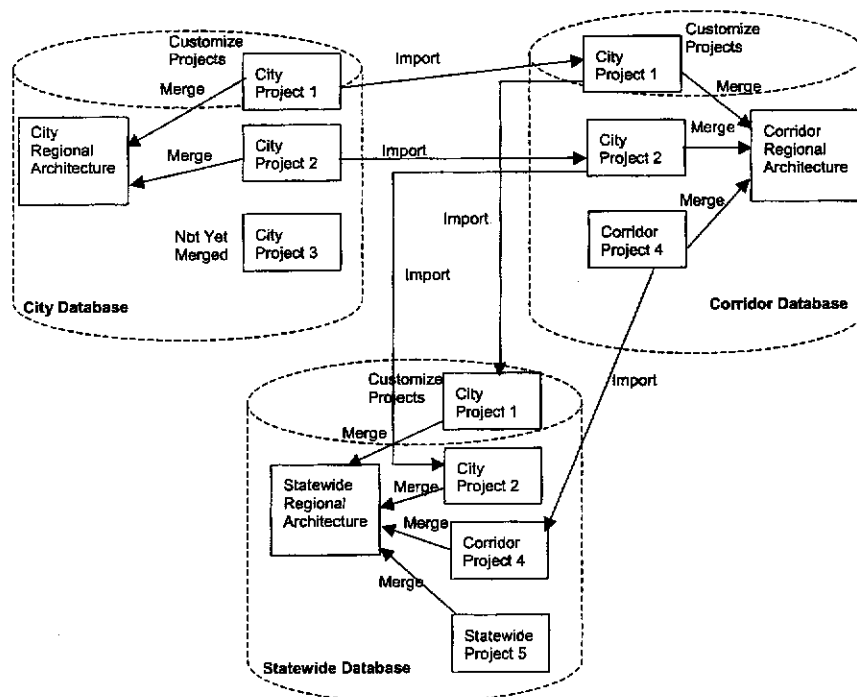 Customize
Projects
City
Project 1
Merge
City
Regional
Architecture
Merge
City
Project 2
Not Yet
Merged
City
Project 3
City Database
Import
Import
City
Project 1
Customize
Projects
Merge
City
Project 2
Merge
Corridor
Regional
Architecture
Merge
Corridor
Project 4
Corridor Database
Import
Import
Import
Customize
Projects
City
Project 1
Merge
Statewide
Regional
Architecture
City
Project 2
Merge
Merge
Corridor
Project 4
Merge
Statewide
Project 5
Statewide Database